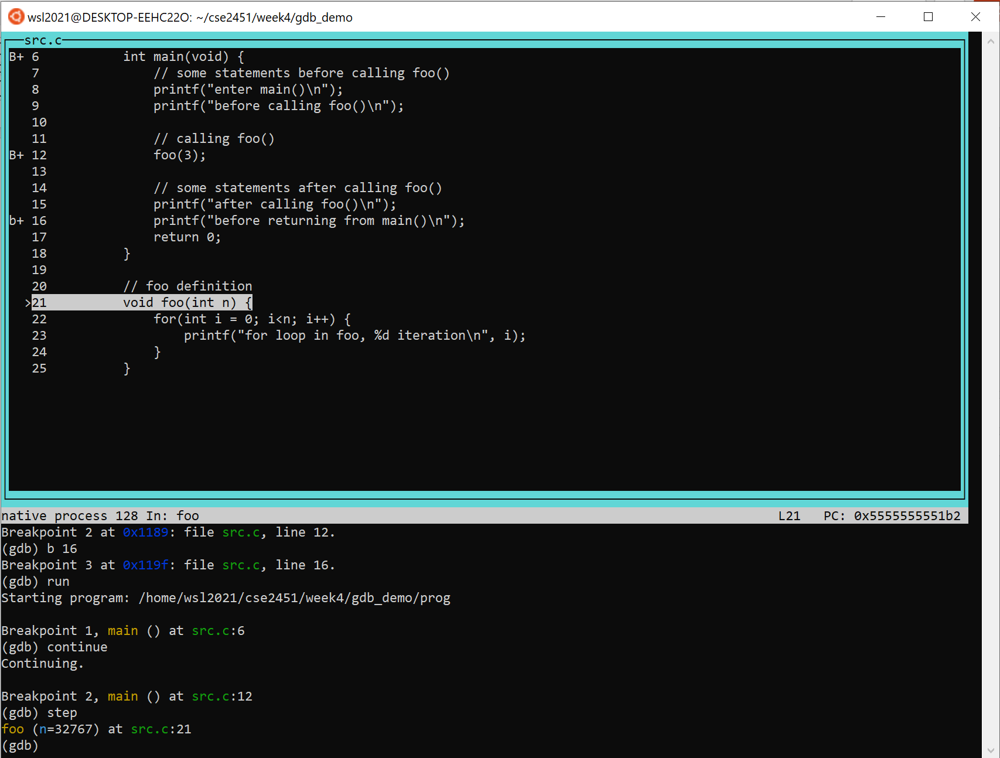 wsl2021@DESKTOP-EEHC22O: ~/cse2451/week4/gdb_demo
src.c
B+ 6           int main(void) {
   7               // some statements before calling foo()
   8               printf("enter main()\n");
   9               printf("before calling foo()\n");
   10
   11              // calling foo()
B+ 12              foo(3);
   13
   14              // some statements after calling foo()
   15              printf("after calling foo()\n");
b+ 16              printf("before returning from main()\n");
   17              return 0;
   18          }
   19
   20          // foo definition
  >21          void foo(int n) {
   22              for(int i = 0; i<n; i++) {
   23                  printf("for loop in foo, %d iteration\n", i);
   24              }
   25          }
native process 128 In: foo                    L21   PC: 0x5555555551b2
Breakpoint 2 at 0x1189: file src.c, line 12.
(gdb) b 16
Breakpoint 3 at 0x119f: file src.c, line 16.
(gdb) run
Starting program: /home/wsl2021/cse2451/week4/gdb_demo/prog
Breakpoint 1, main () at src.c:6
(gdb) continue
Continuing.
Breakpoint 2, main () at src.c:12
(gdb) step
foo (n=32767) at src.c:21
(gdb)